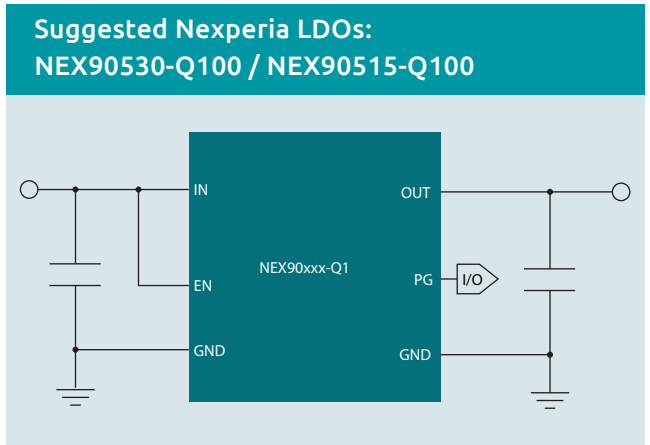 Suggested Nexperia LDOs:
NEX90530-Q100 / NEX90515-Q100
IN
OUT
NEX90xxx-Q1
PG
I/O
EN
GND
GND